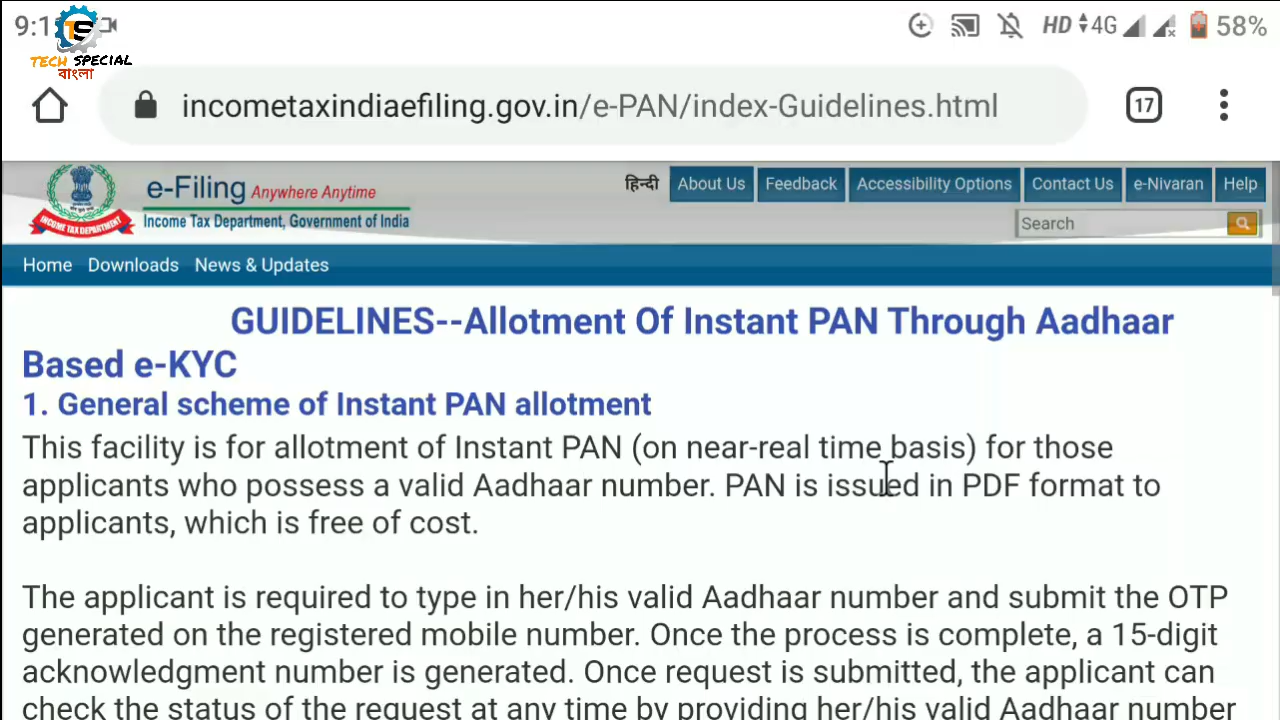 9:1
TECH SPECIAL
বাংলা
HD 4G 58%
incometaxindiaefiling.gov.in/e-PAN/index-Guidelines.html
17
e-Filing Anywhere Anytime
Income Tax Department, Government of India
INCOME TAX DEPARTMENT
हिन्दी About Us Feedback Accessibility Options Contact Us e-Nivaran Help
Search
Home Downloads News & Updates
GUIDELINES--Allotment Of Instant PAN Through Aadhaar
Based e-KYC
1. General scheme of Instant PAN allotment
This facility is for allotment of Instant PAN (on near-real time basis) for those
applicants who possess a valid Aadhaar number. PAN is issued in PDF format to
applicants, which is free of cost.
The applicant is required to type in her/his valid Aadhaar number and submit the OTP
generated on the registered mobile number. Once the process is complete, a 15-digit
acknowledgment number is generated. Once request is submitted, the applicant can
check the status of the request at any time by providing her/his valid Aadhaar number